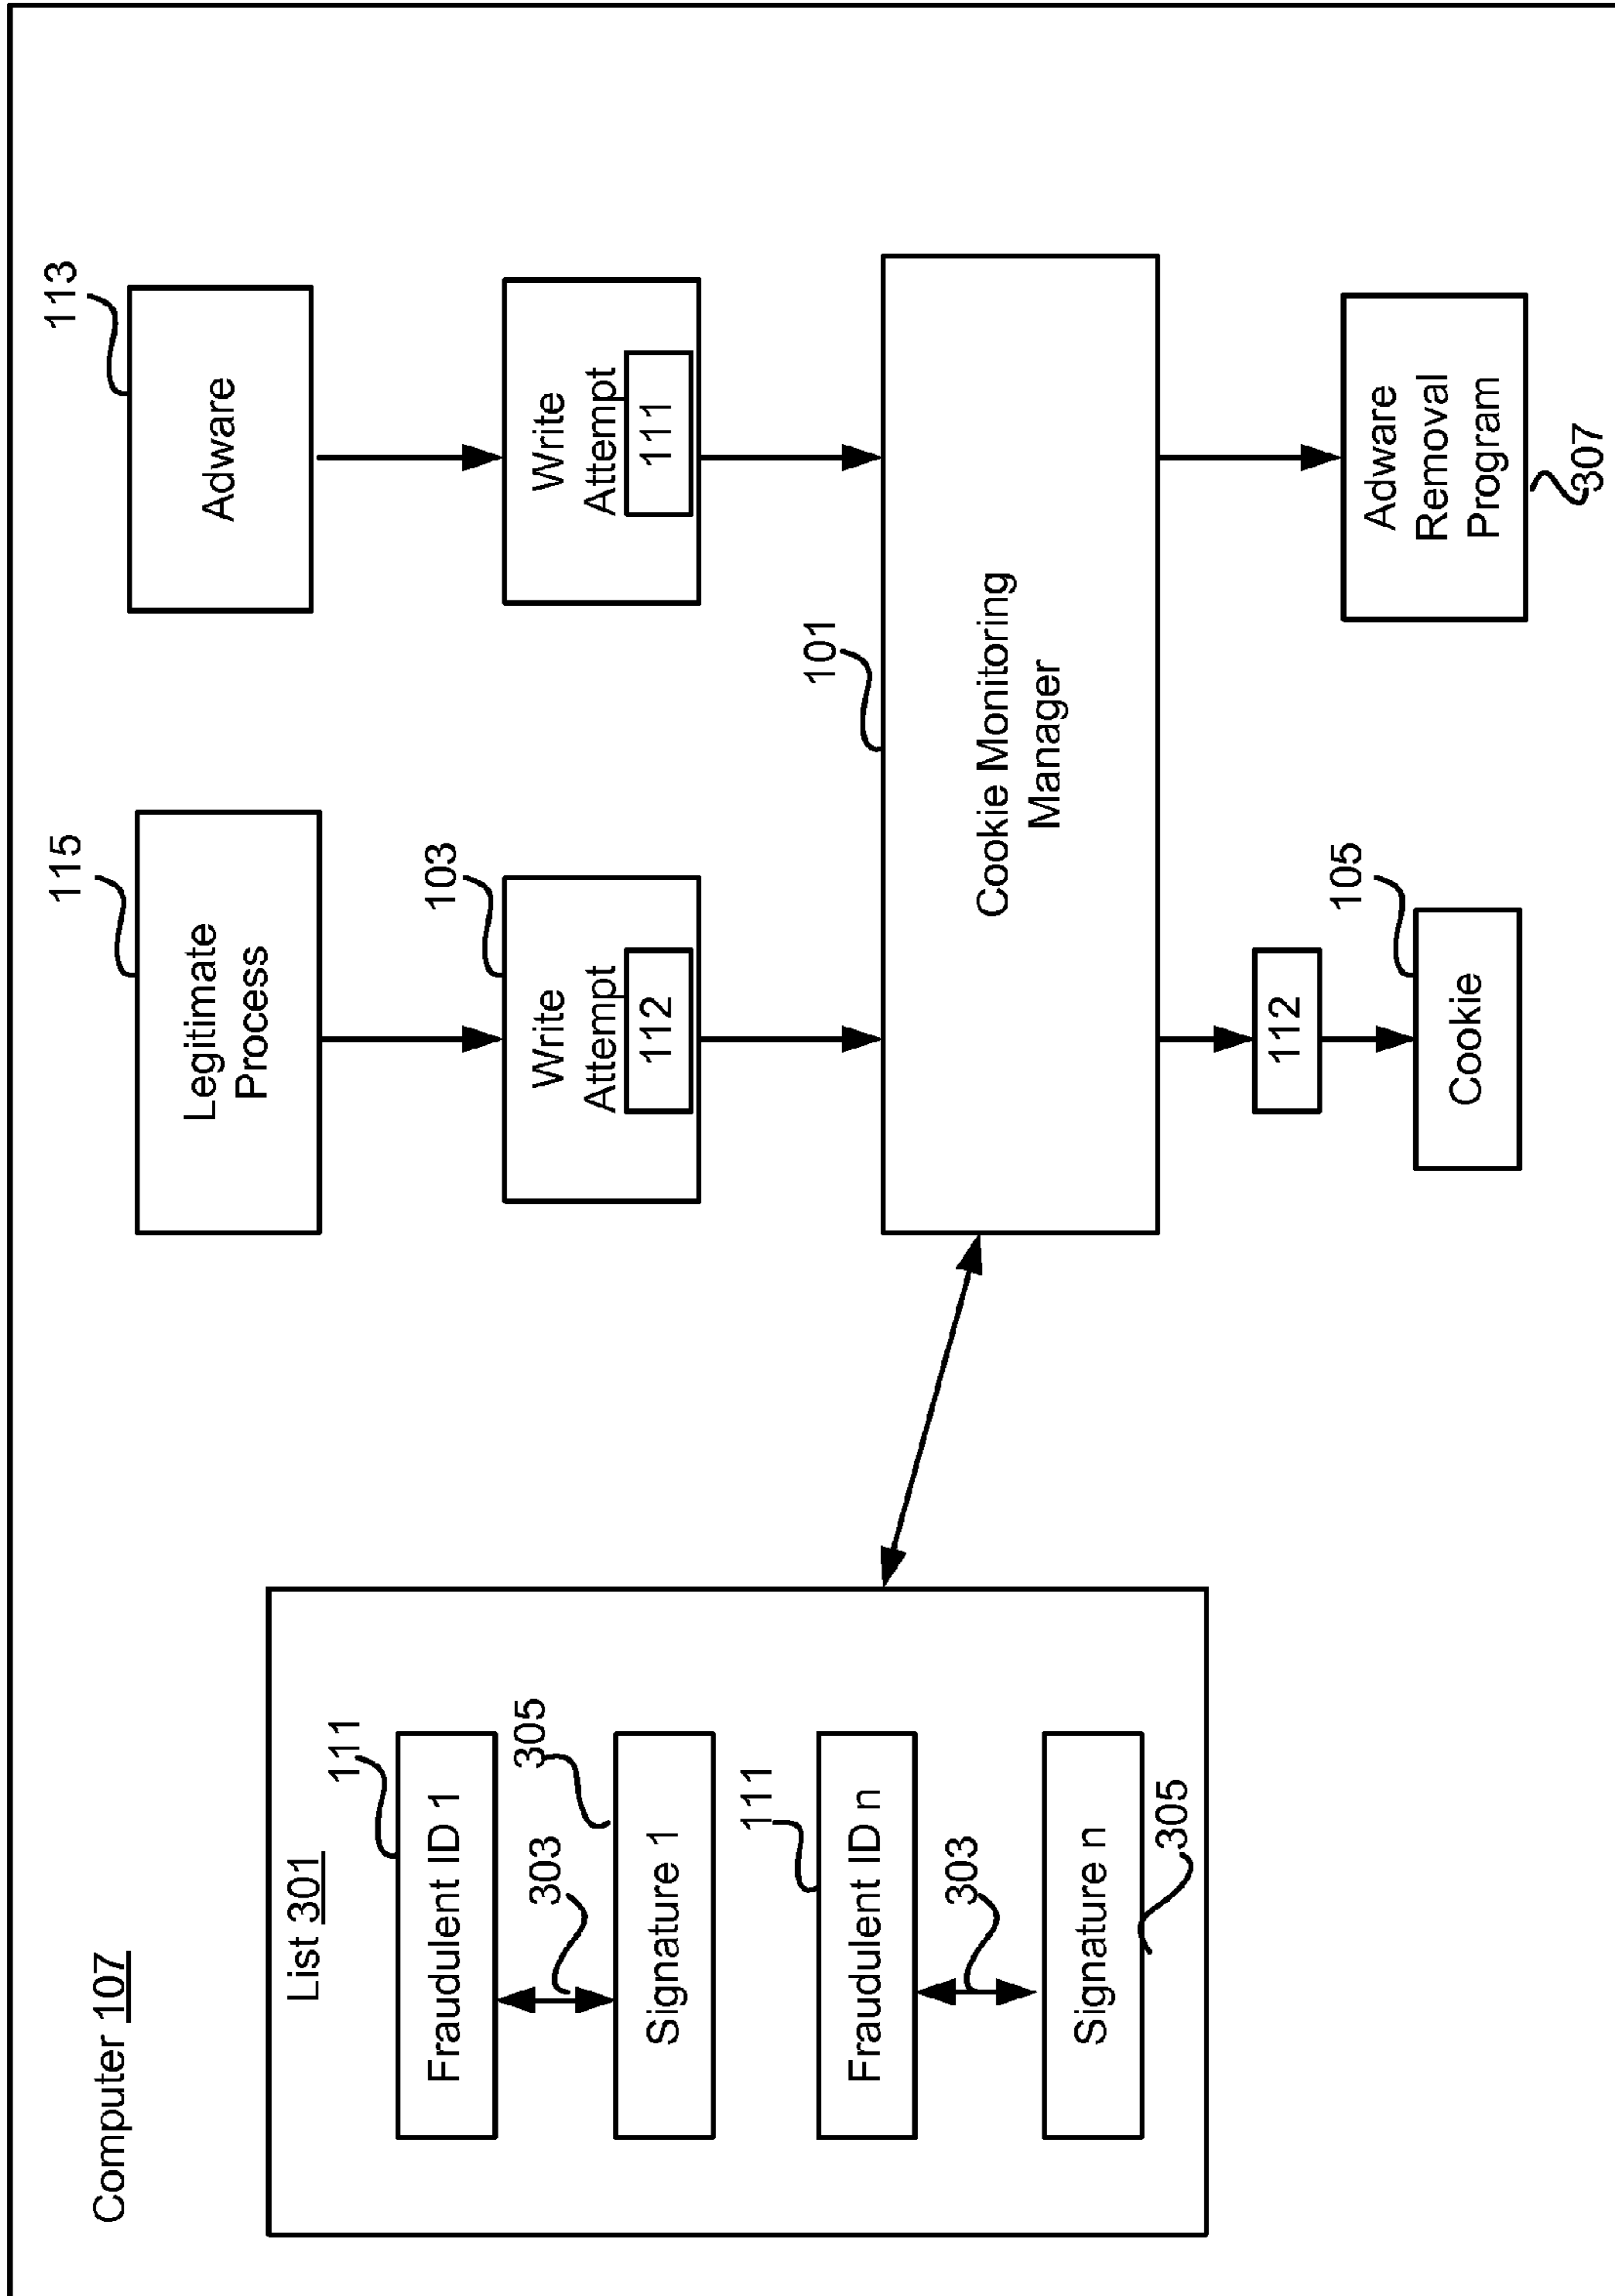 Computer 107
List 301
111
Fraudulent ID 1
303
305
Signature 1
111
Fraudulent ID n
303
Signature n
305
115
Legitimate
Process
103
Write
Attempt
112
113
Adware
Write
Attempt
111
101
Cookie Monitoring
Manager
112
105
Cookie
Adware
Removal
Program
307